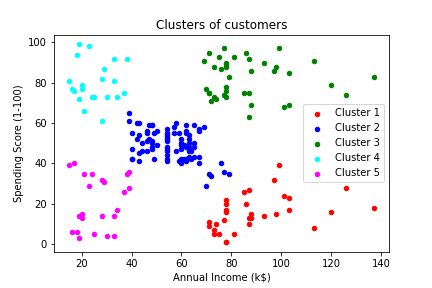 Clusters of customers
Spending Score (1-100)
100
80
60
40
20
0
Cluster 1
Cluster 2
Cluster 3
Cluster 4
Cluster 5
20 40 60 80 100 120 140
Annual Income (k$)